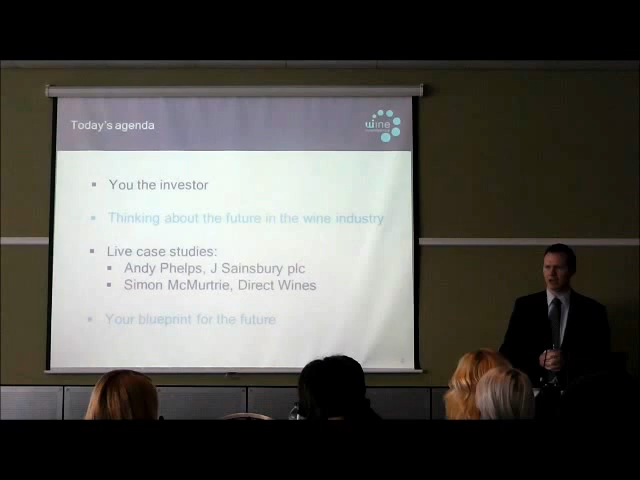 Today's agenda
wine
You the investor
Thinking about the future in the wine industry
Live case studies:
Andy Phelps, J Sainsbury plc
Simon McMurtrie, Direct Wines
Your blueprint for the future